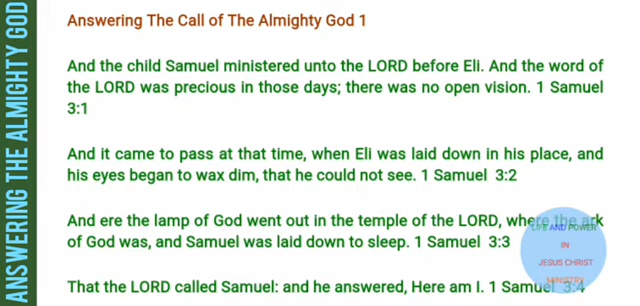 ANSWERING THE ALMIGHTY GOD
Answering The Call of The Almighty God 1
And the child Samuel ministered unto the LORD before Eli. And the word of
the LORD was precious in those days; there was no open vision. 1 Samuel
3:1
And it came to pass at that time, when Eli was laid down in his place, and
his eyes began to wax dim, that he could not see. 1 Samuel 3:2
And ere the lamp of God went out in the temple of the LORD, where the ark
of God was, and Samuel was laid down to sleep. 1 Samuel 3:3
That the LORD called Samuel: and he answered, Here am I. 1 Samuel 3:4
LIFE AND POWER
IN
JESUS CHRIST
MINISTRY